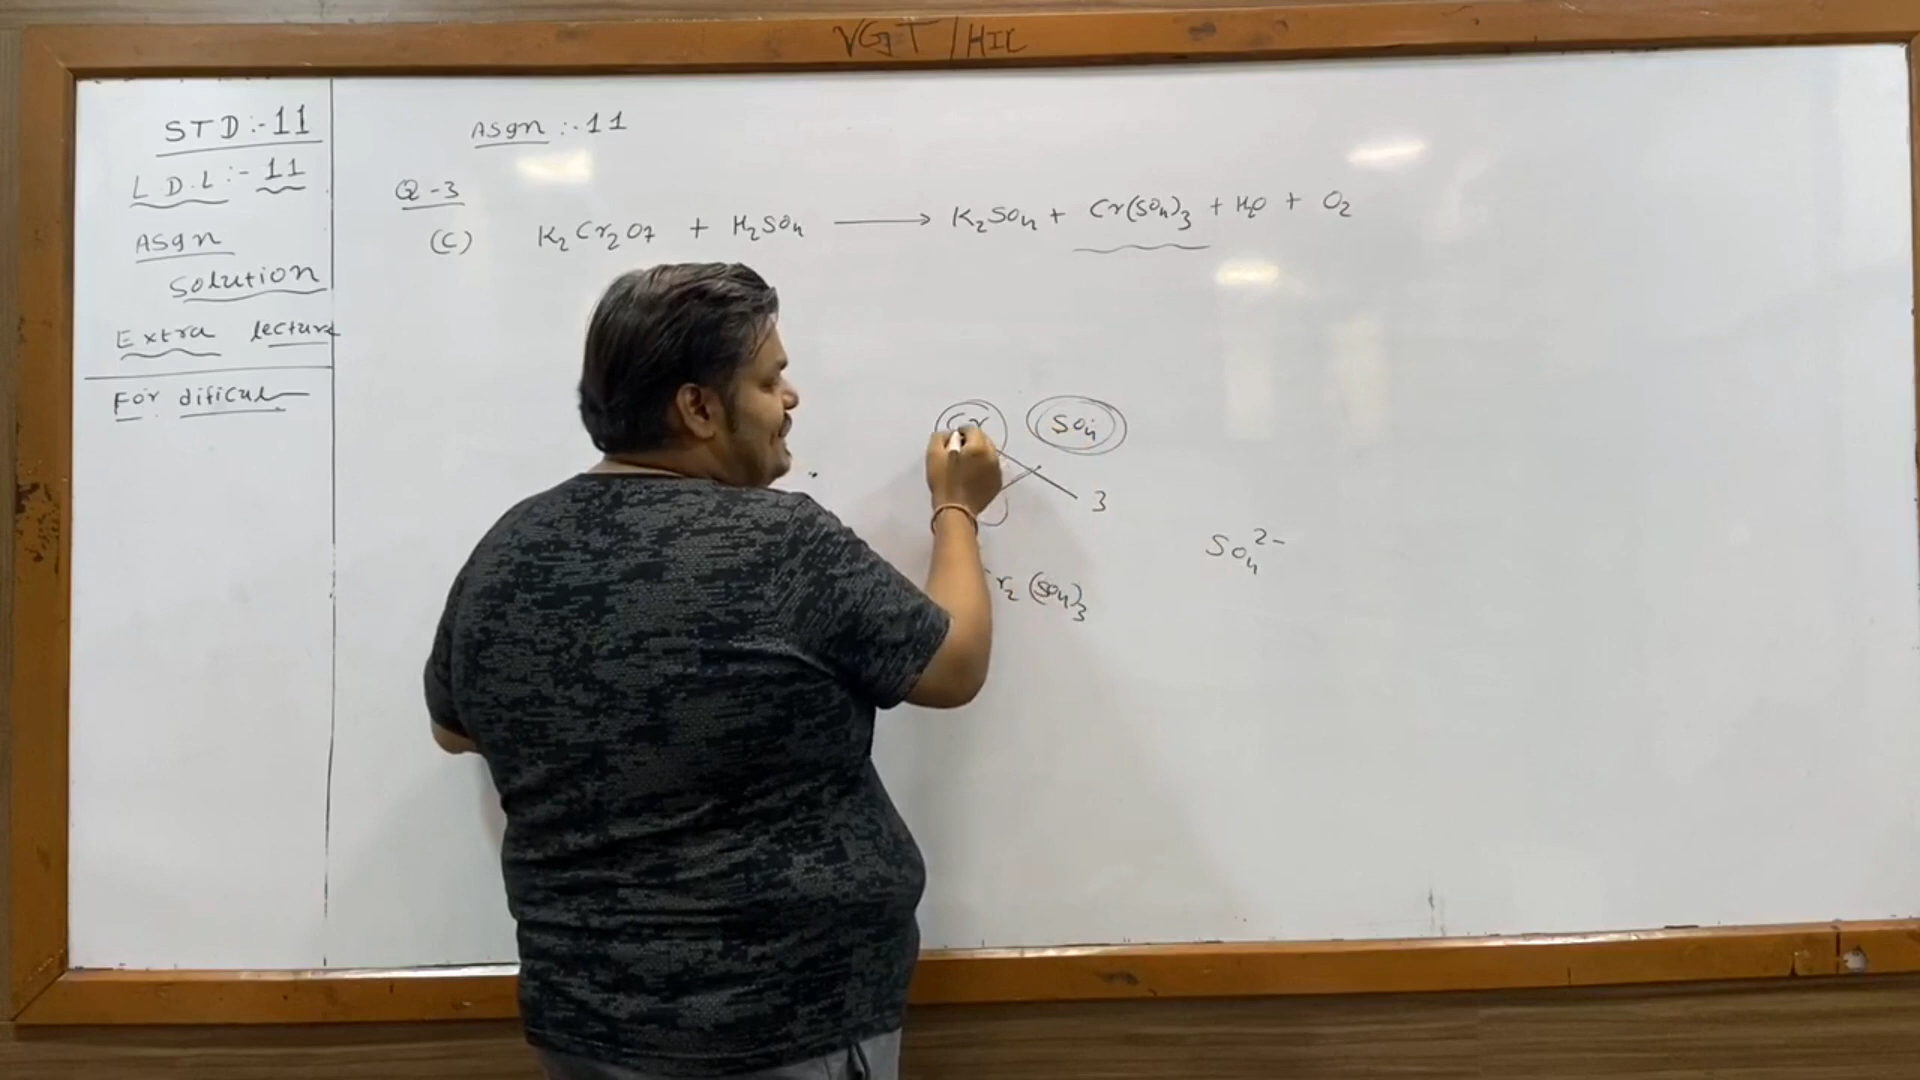 VGT/HIL
STD:-11
L.D.L:-11
Asgn
Solution
Extra lecture
For dificul
Asgn:-11
Q-3
(C) K₂Cr₂O7 + H₂SO₄ ⟶ K₂SO₄ + Cr(SO₄)₃ + H₂O + O₂
Cr SO₄
3
SO₄²⁻
r₂(SO₄)₃